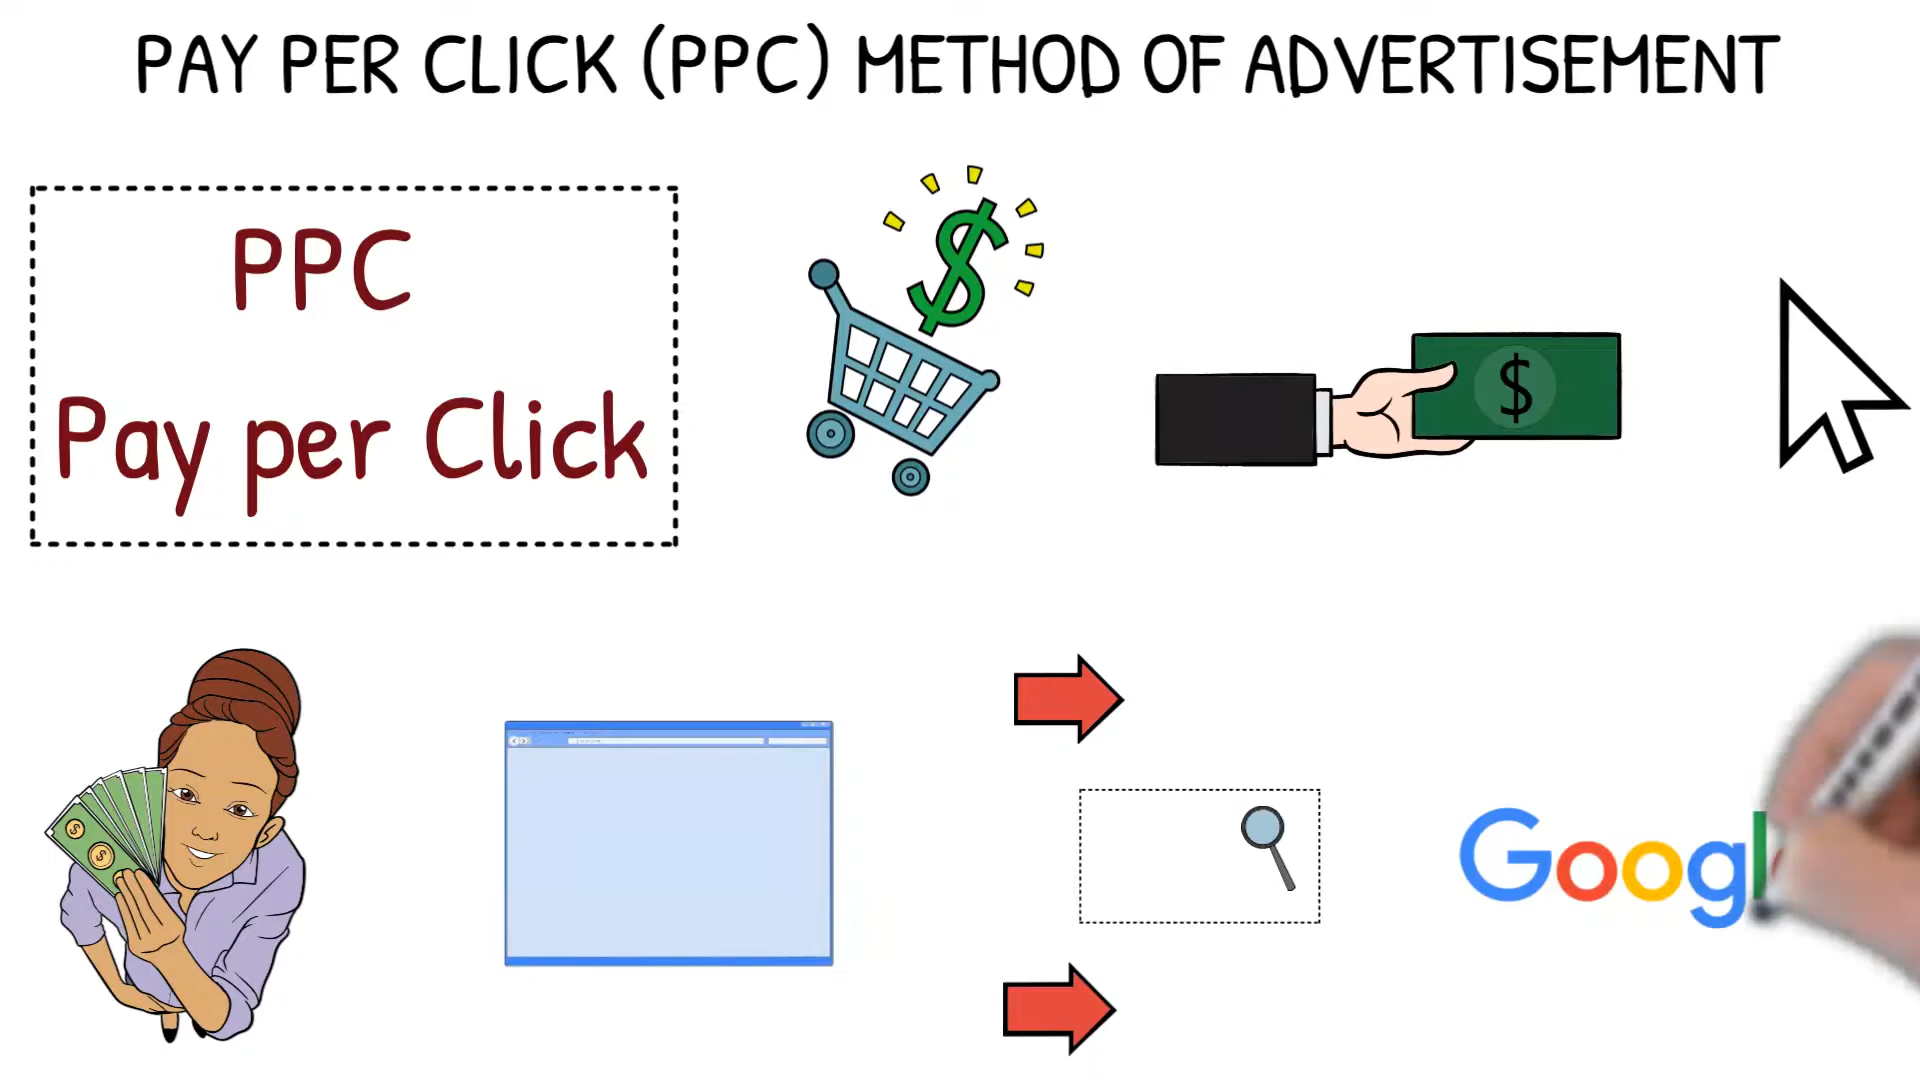 PAY PER CLICK (PPC) METHOD OF ADVERTISEMENT
PPC
Pay per Click
$
$
Googl